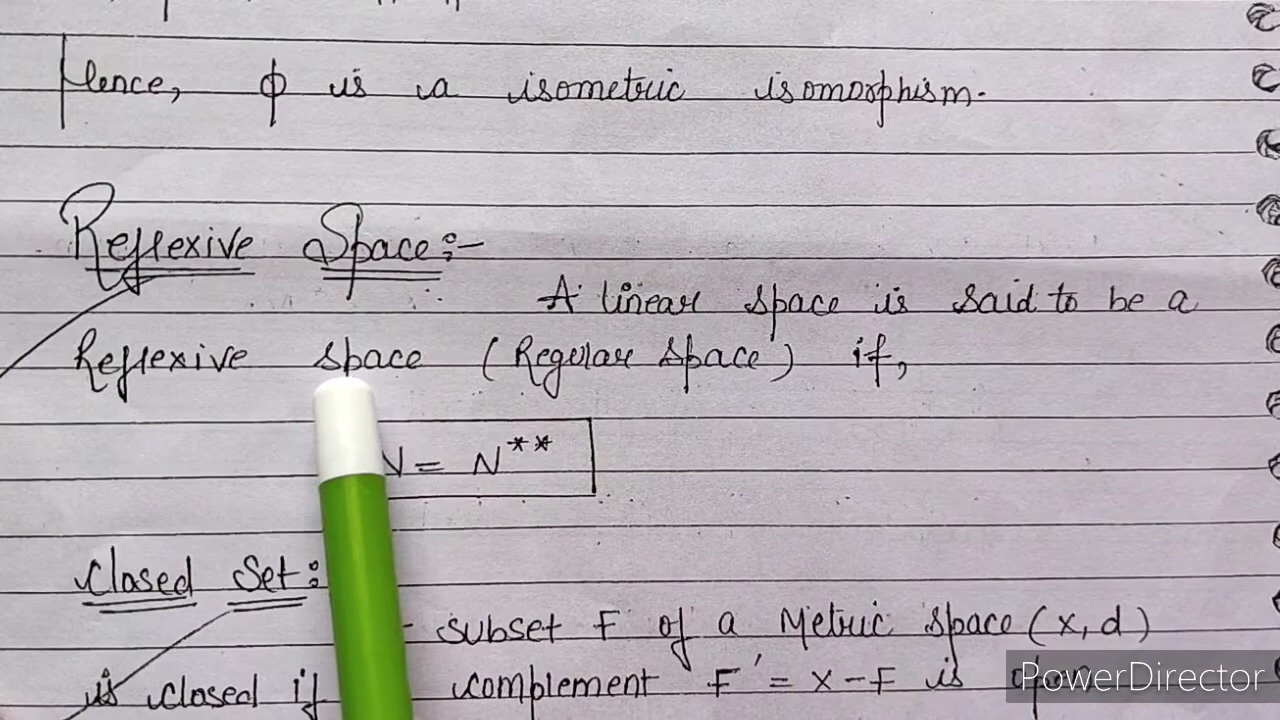 Hence, ϕ is a isometric isomorphism.
Reflexive Space:-
A linear space is said to be a
Reflexive space (Regular space) if,
N = N**
Closed Set:
- subset F of a Metric space (x, d)
is closed if complement F' = x - F is open
PowerDirector